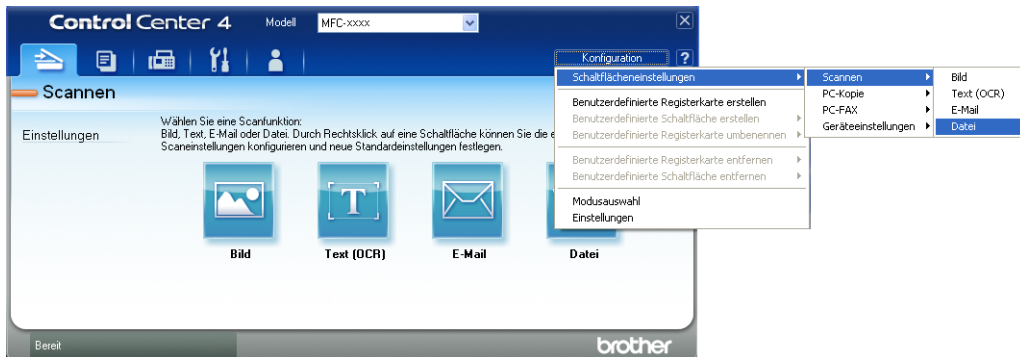 Control Center 4
Modell
MFC-xxxx
Konfiguration
?
Scannen
Einstellungen
Wählen Sie eine Scanfunktion:
Bild, Text, E-Mail oder Datei. Durch Rechtsklick auf eine Schaltfläche können Sie die
Scaneinstellungen konfigurieren und neue Standardeinstellungen festlegen.
Bild
Text (OCR)
E-Mail
Datei
Schaltflächeneinstellungen
Benutzerdefinierte Registerkarte erstellen
Benutzerdefinierte Schaltfläche erstellen
Benutzerdefinierte Registerkarte umbenennen
Benutzerdefinierte Registerkarte entfernen
Benutzerdefinierte Schaltfläche entfernen
Modusauswahl
Einstellungen
Scannen
PC-Kopie
PC-FAX
Geräteeinstellungen
Bild
Text (OCR)
E-Mail
Datei
Bereit
brother